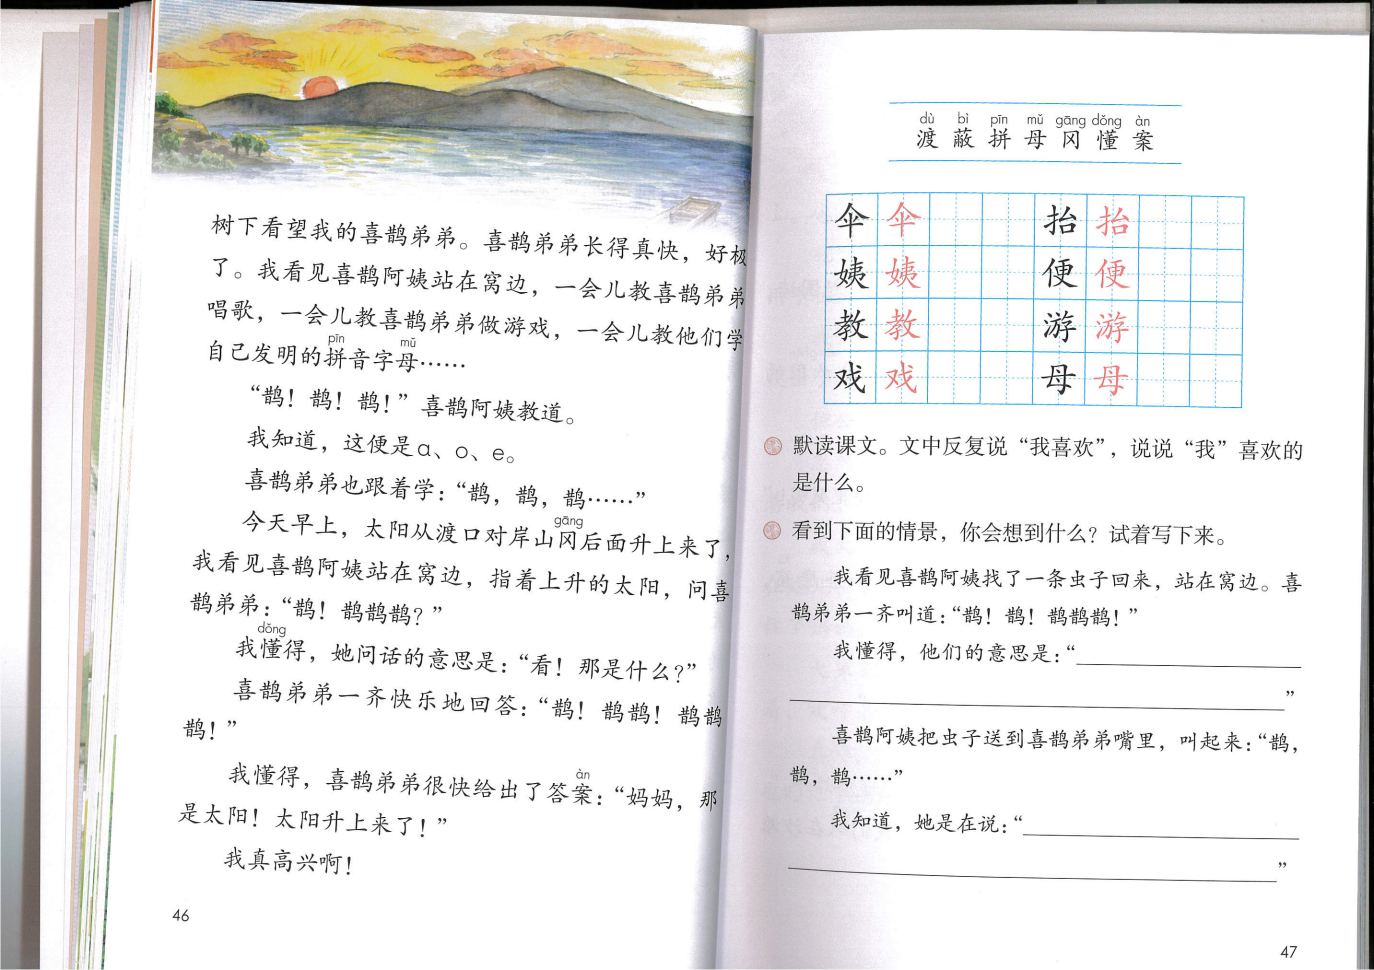 树下看望我的喜鹊弟弟。喜鹊弟弟长得真快，好极
了。我看见喜鹊阿姨站在窝边，一会儿教喜鹊弟弟
唱歌，一会儿教喜鹊弟弟做游戏，一会儿教他们学
pīn mǔ
自己发明的拼音字母……
“鹊！鹊！鹊！”喜鹊阿姨教道。
我知道，这便是ɑ、o、e。
喜鹊弟弟也跟着学：“鹊，鹊，鹊……”
gāng
今天早上，太阳从渡口对岸山冈后面升上来了，
我看见喜鹊阿姨站在窝边，指着上升的太阳，问喜
鹊弟弟：“鹊！鹊鹊鹊？”
dǒng
我懂得，她问话的意思是：“看！那是什么？”
喜鹊弟弟一齐快乐地回答：“鹊！鹊鹊！鹊鹊
鹊！”
àn
我懂得，喜鹊弟弟很快给出了答案：“妈妈，那
是太阳！太阳升上来了！”
我真高兴啊！
46
dù bì pīn mǔ gāng dǒng àn
渡 蔽 拼 母 冈 懂 案
伞 伞 抬 抬
姨 姨 便 便
教 教 游 游
戏 戏 母 母
默读课文。文中反复说“我喜欢”，说说“我”喜欢的
是什么。
看到下面的情景，你会想到什么？试着写下来。
我看见喜鹊阿姨找了一条虫子回来，站在窝边。喜
鹊弟弟一齐叫道：“鹊！鹊！鹊鹊鹊！”
我懂得，他们的意思是：“
”
喜鹊阿姨把虫子送到喜鹊弟弟嘴里，叫起来：“鹊，
鹊，鹊……”
我知道，她是在说：“
”
47